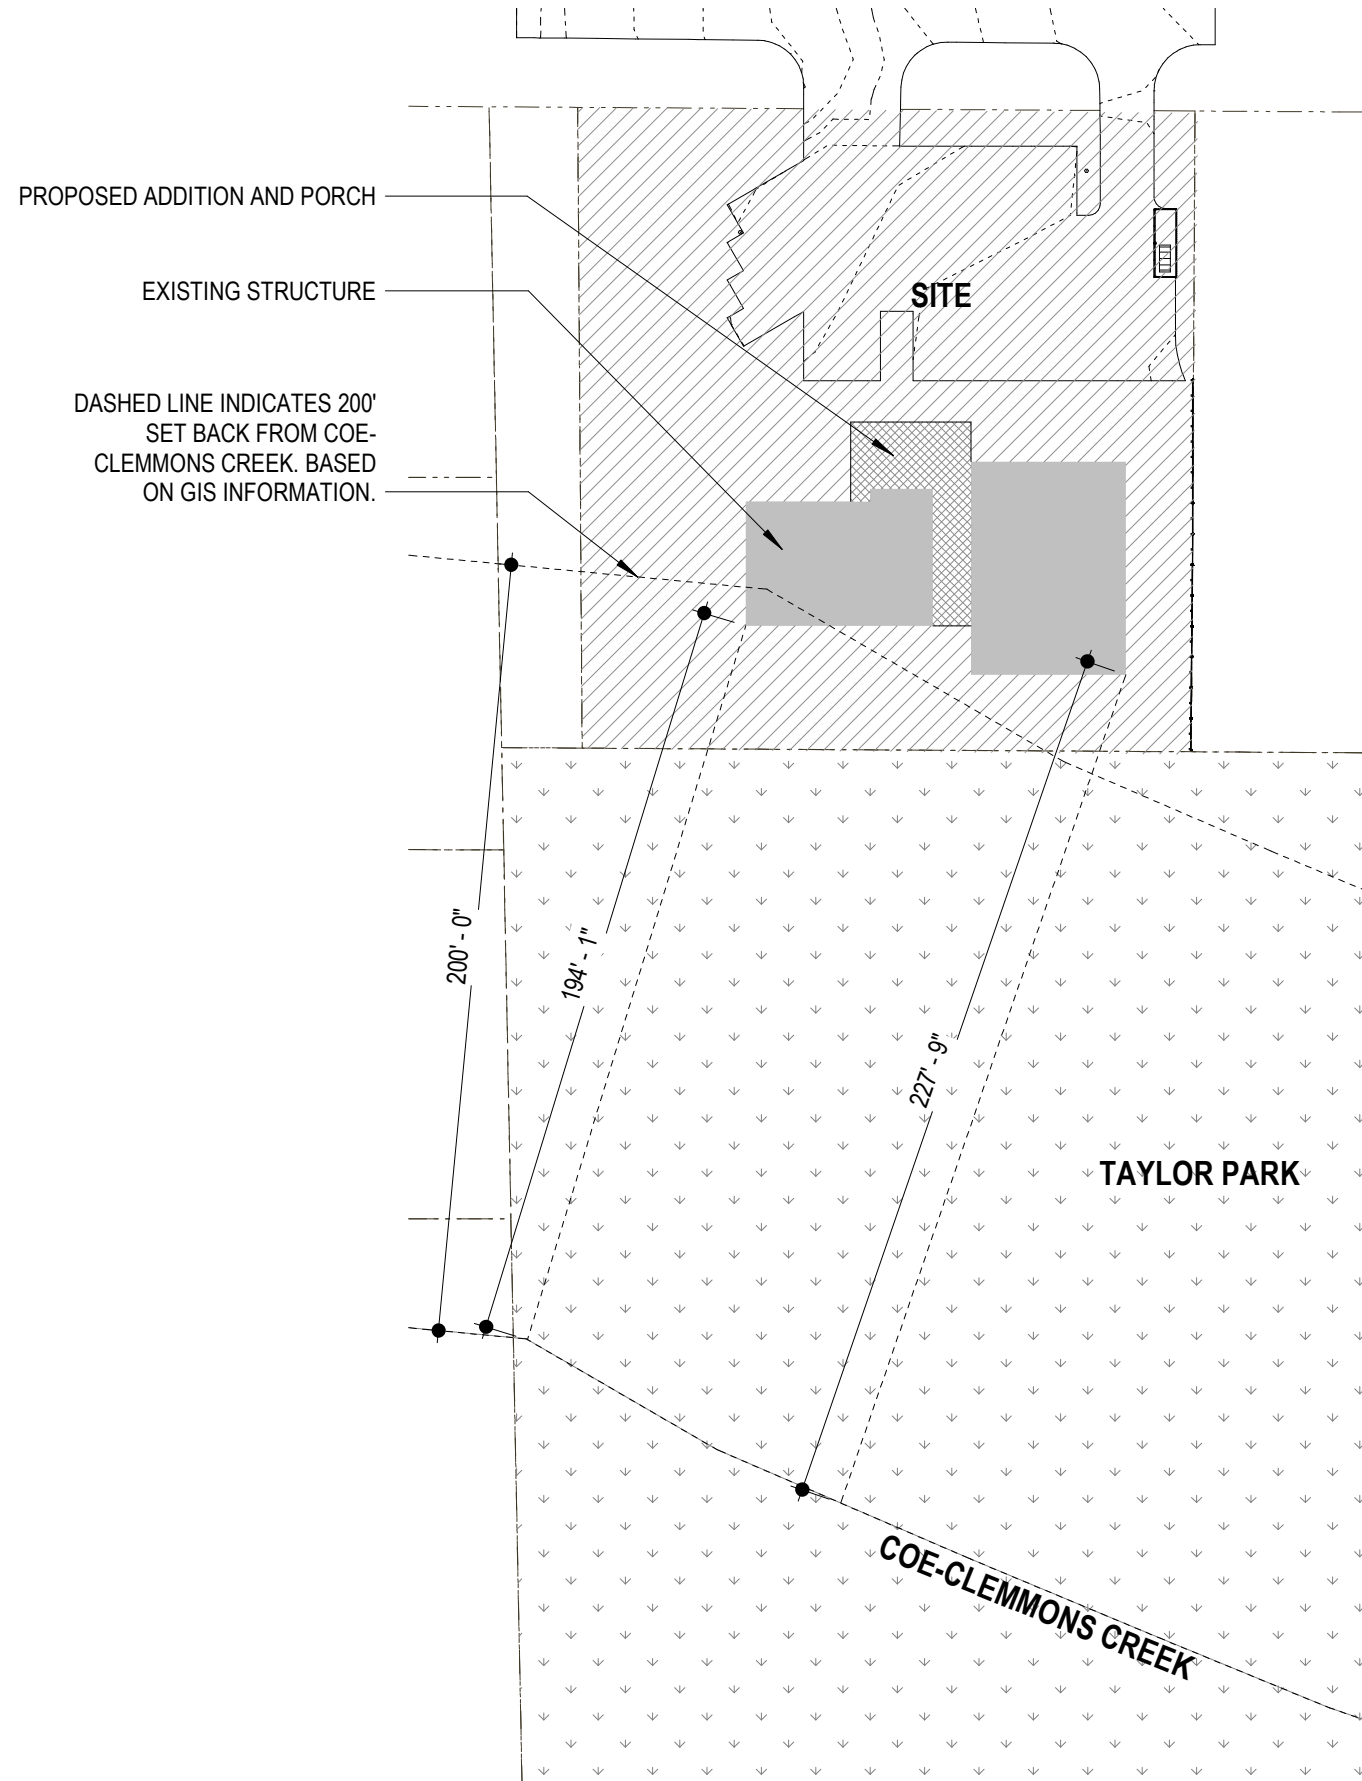 PROPOSED ADDITION AND PORCH
EXISTING STRUCTURE
SITE
DASHED LINE INDICATES 200'
SET BACK FROM COE-
CLEMMONS CREEK. BASED
ON GIS INFORMATION.
200' - 0"
194' - 1"
227' - 9"
TAYLOR PARK
COE-CLEMMONS CREEK